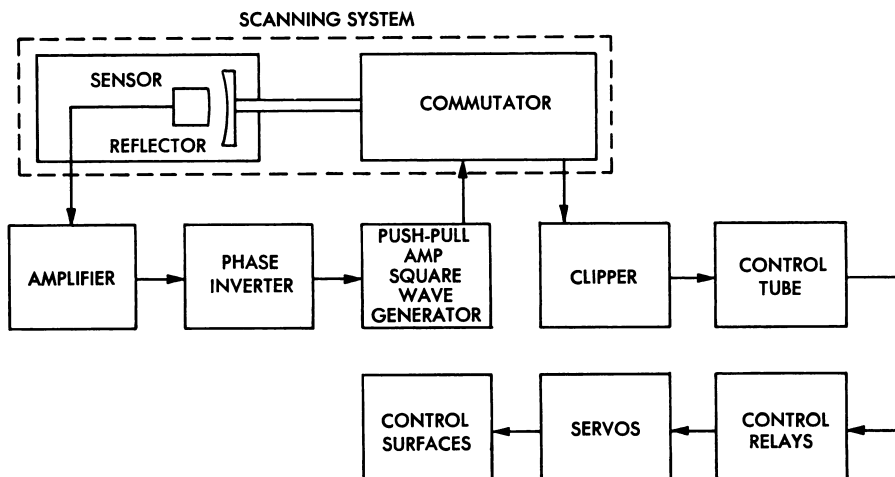 SCANNING SYSTEM
SENSOR
REFLECTOR
COMMUTATOR
AMPLIFIER
PHASE
INVERTER
PUSH-PULL
AMP
SQUARE
WAVE
GENERATOR
CLIPPER
CONTROL
TUBE
CONTROL
SURFACES
SERVOS
CONTROL
RELAYS